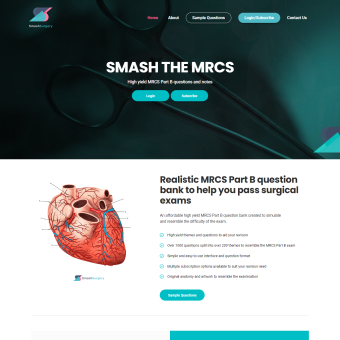 Home
About
Sample Questions
Login/Subscribe
Contact Us
SmashSurgery
SMASH THE MRCS
High yield MRCS Part B questions and notes
Login
Subscribe
Realistic MRCS Part B question
bank to help you pass surgical
exams
An affordable high yield MRCS Part B question bank created to simulate
and resemble the difficulty of the exam:
High yield themes and questions to aid your revision
Over 1000 questions split into over 200 themes to resemble the MRCS Part B exam
Simple and easy to use interface and question format
Multiple subscription options available to suit your revision need
Original anatomy and artwork to resemble the examination
SmashSurgery
Sample Questions